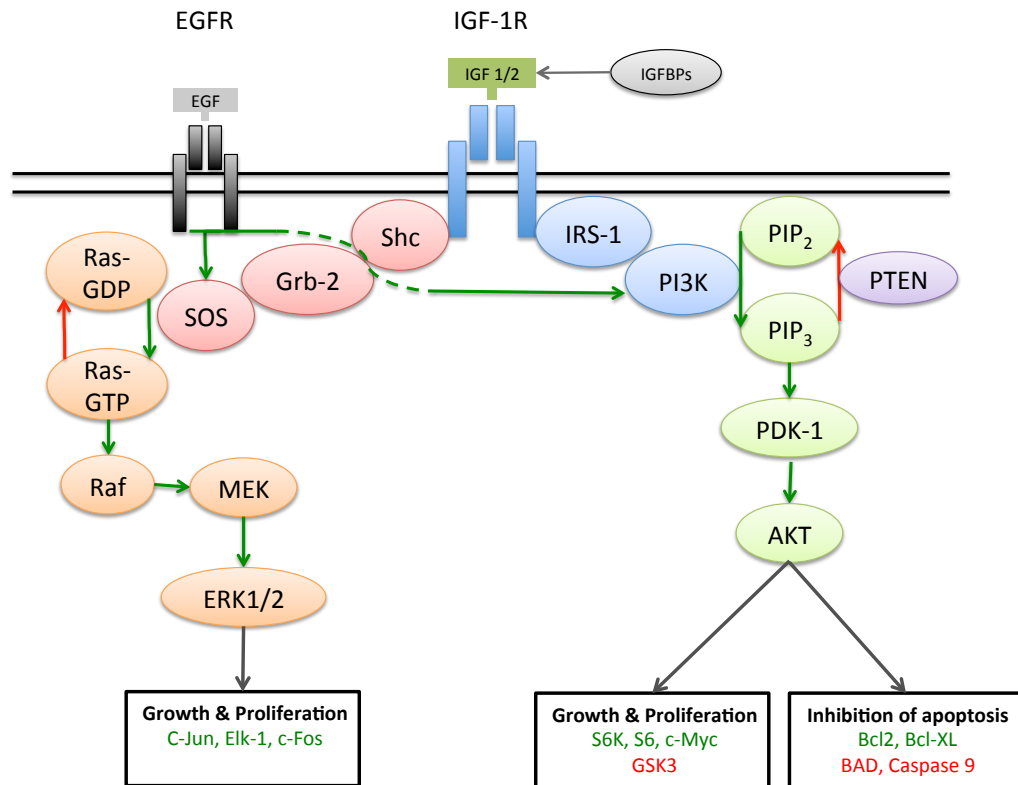 EGFR
IGF-1R
IGF 1/2
IGFBPs
EGF
Shc
IRS-1
PIP₂
Ras-
GDP
Grb-2
PI3K
PTEN
SOS
PIP₃
Ras-
GTP
PDK-1
Raf
MEK
AKT
ERK1/2
Growth & Proliferation
C-Jun, Elk-1, c-Fos
Growth & Proliferation
S6K, S6, c-Myc
GSK3
Inhibition of apoptosis
Bcl2, Bcl-XL
BAD, Caspase 9